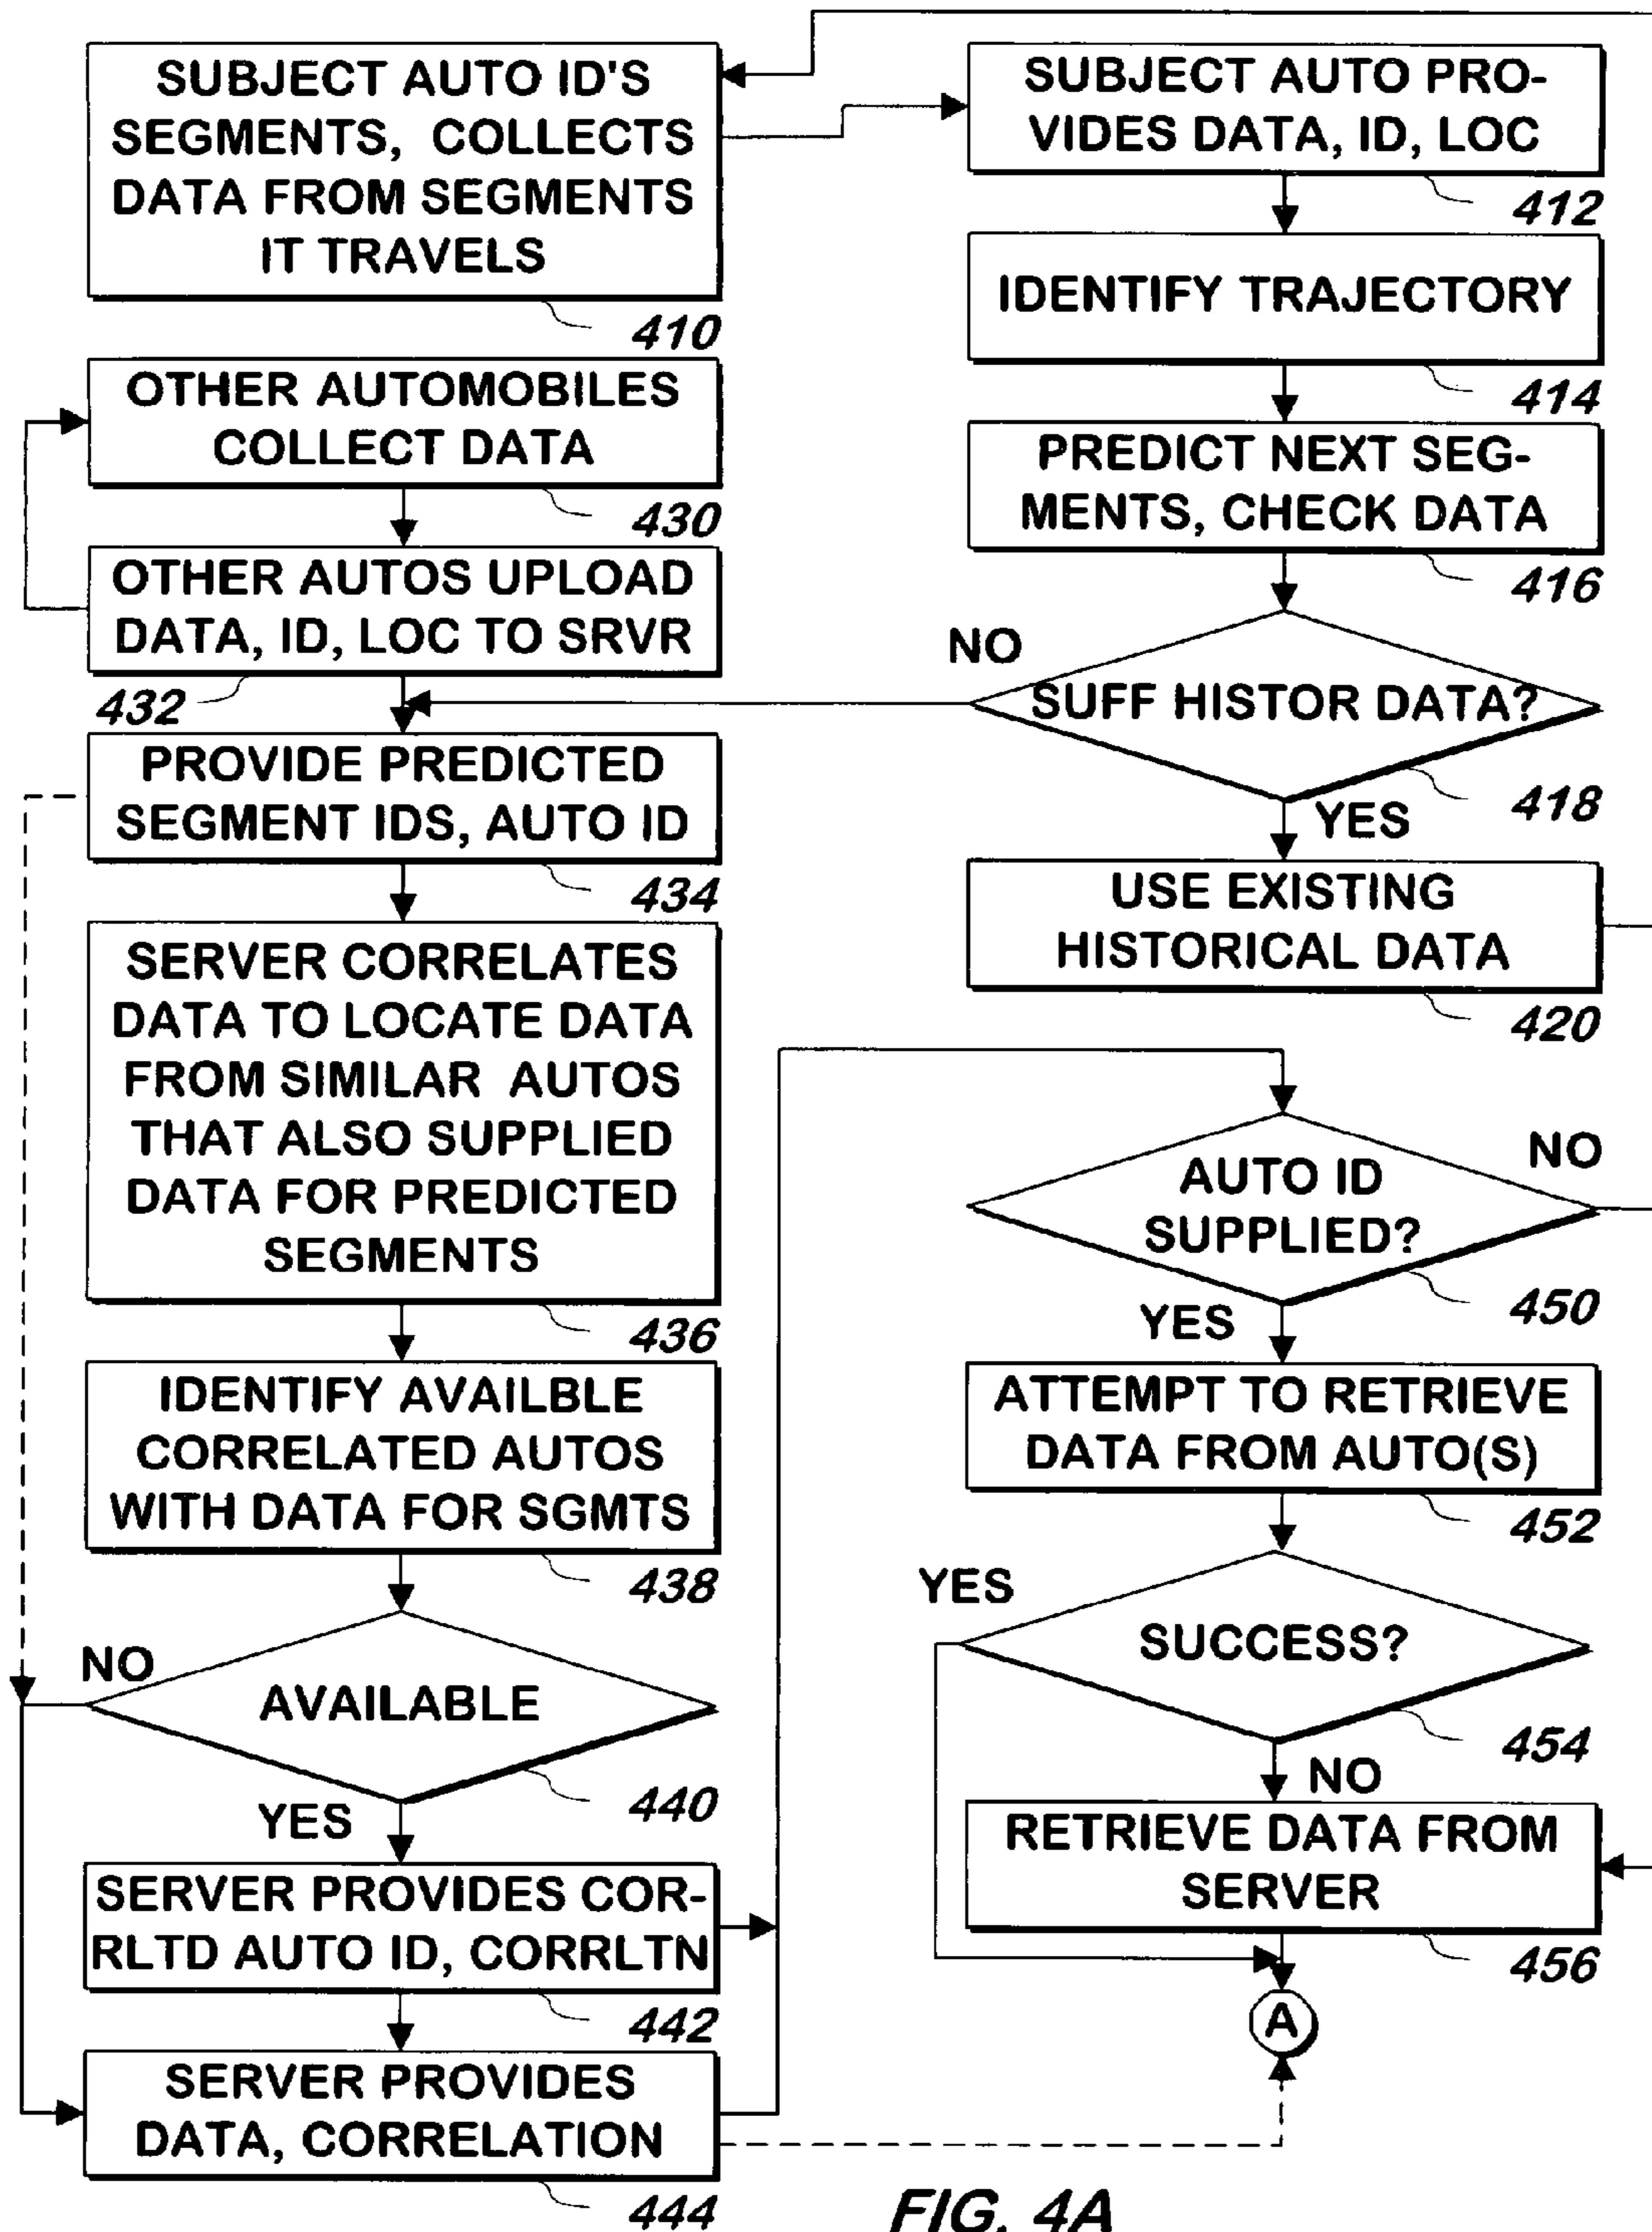 SUBJECT AUTO ID'S
SEGMENTS, COLLECTS
DATA FROM SEGMENTS
IT TRAVELS
410
OTHER AUTOMOBILES
COLLECT DATA
430
OTHER AUTOS UPLOAD
DATA, ID, LOC TO SRVR
432
PROVIDE PREDICTED
SEGMENT IDS, AUTO ID
434
SERVER CORRELATES
DATA TO LOCATE DATA
FROM SIMILAR AUTOS
THAT ALSO SUPPLIED
DATA FOR PREDICTED
SEGMENTS
436
IDENTIFY AVAILBLE
CORRELATED AUTOS
WITH DATA FOR SGMTS
438
NO
AVAILABLE
440
YES
SERVER PROVIDES COR-
RLTD AUTO ID, CORRLTN
442
SERVER PROVIDES
DATA, CORRELATION
444
SUBJECT AUTO PRO-
VIDES DATA, ID, LOC
412
IDENTIFY TRAJECTORY
414
PREDICT NEXT SEG-
MENTS, CHECK DATA
416
NO
SUFF HISTOR DATA?
418
YES
USE EXISTING
HISTORICAL DATA
420
NO
AUTO ID
SUPPLIED?
450
YES
ATTEMPT TO RETRIEVE
DATA FROM AUTO(S)
452
YES
SUCCESS?
454
NO
RETRIEVE DATA FROM
SERVER
456
A
FIG. 4A